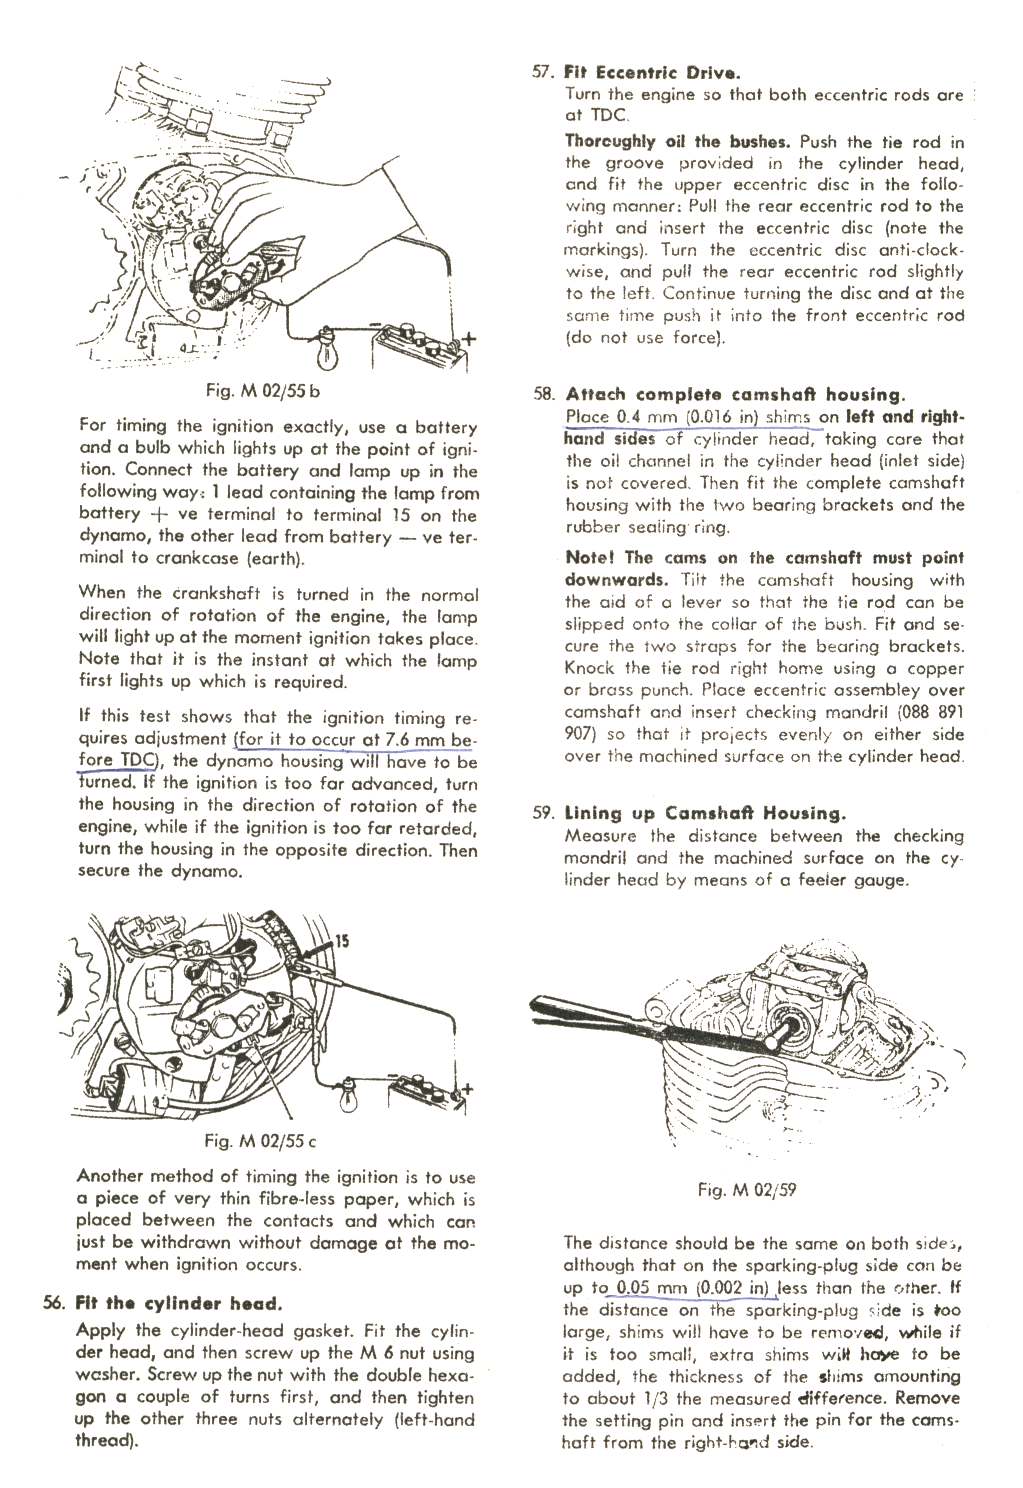 Fig. M 02/55 b
For timing the ignition exactly, use a battery
and a bulb which lights up at the point of igni-
tion. Connect the battery and lamp up in the
following way: 1 lead containing the lamp from
battery + ve terminal to terminal 15 on the
dynamo, the other lead from battery — ve ter-
minal to crankcase (earth).
When the crankshaft is turned in the normal
direction of rotation of the engine, the lamp
will light up at the moment ignition takes place.
Note that it is the instant at which the lamp
first lights up which is required.
If this test shows that the ignition timing re-
quires adjustment (for it to occur at 7.6 mm be-
fore TDC), the dynamo housing will have to be
turned. If the ignition is too far advanced, turn
the housing in the direction of rotation of the
engine, while if the ignition is too far retarded,
turn the housing in the opposite direction. Then
secure the dynamo.
15
Fig. M 02/55 c
Another method of timing the ignition is to use
a piece of very thin fibre-less paper, which is
placed between the contacts and which can
just be withdrawn without damage at the mo-
ment when ignition occurs.
56. Fit the cylinder head.
Apply the cylinder-head gasket. Fit the cylin-
der head, and then screw up the M 6 nut using
washer. Screw up the nut with the double hexa-
gon a couple of turns first, and then tighten
up the other three nuts alternately (left-hand
thread).
57. Fit Eccentric Drive.
Turn the engine so that both eccentric rods are
at TDC.
Thoroughly oil the bushes. Push the tie rod in
the groove provided in the cylinder head,
and fit the upper eccentric disc in the follo-
wing manner: Pull the rear eccentric rod to the
right and insert the eccentric disc (note the
markings). Turn the eccentric disc anti-clock-
wise, and pull the rear eccentric rod slightly
to the left. Continue turning the disc and at the
same time push it into the front eccentric rod
(do not use force).
58. Attach complete camshaft housing.
Place 0.4 mm (0.016 in) shims on left and right-
hand sides of cylinder head, taking care that
the oil channel in the cylinder head (inlet side)
is not covered. Then fit the complete camshaft
housing with the two bearing brackets and the
rubber sealing ring.
Note! The cams on the camshaft must point
downwards. Tilt the camshaft housing with
the aid of a lever so that the tie rod can be
slipped onto the collar of the bush. Fit and se-
cure the two straps for the bearing brackets.
Knock the tie rod right home using a copper
or brass punch. Place eccentric assembley over
camshaft and insert checking mandril (088 891
907) so that it projects evenly on either side
over the machined surface on the cylinder head.
59. Lining up Camshaft Housing.
Measure the distance between the checking
mandril and the machined surface on the cy-
linder head by means of a feeler gauge.
Fig. M 02/59
The distance should be the same on both sides,
although that on the sparking-plug side can be
up to 0.05 mm (0.002 in) less than the other. If
the distance on the sparking-plug side is too
large, shims will have to be removed, while if
it is too small, extra shims will have to be
added, the thickness of the shims amounting
to about 1/3 the measured difference. Remove
the setting pin and insert the pin for the cams-
haft from the right-hand side.